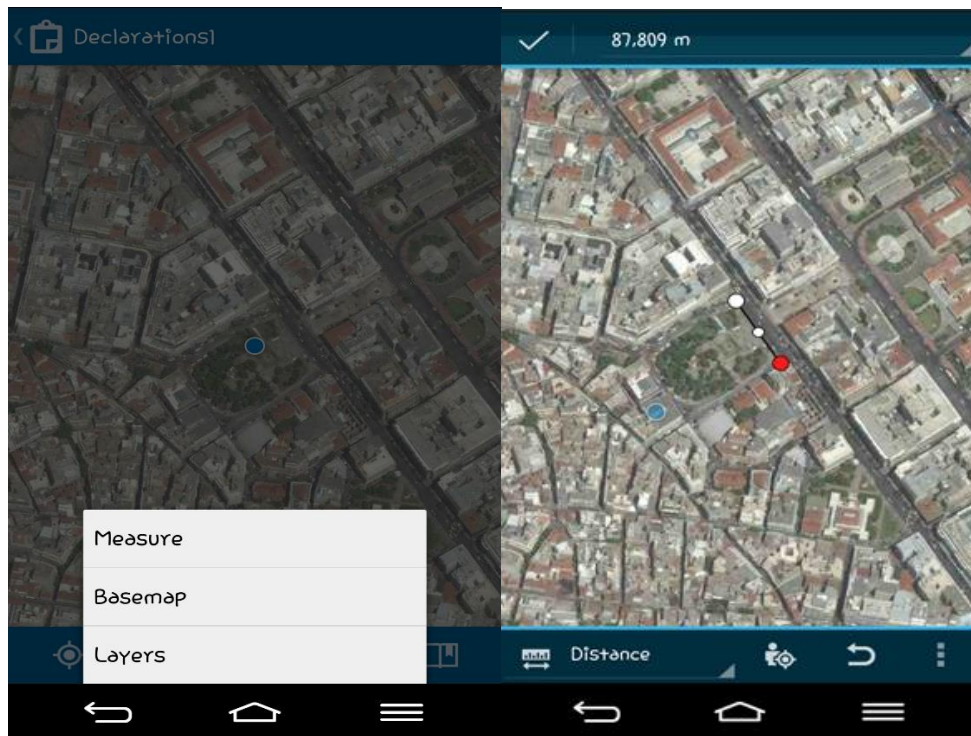 Declarations1
Measure
Basemap
Layers
87,809 m
Distance